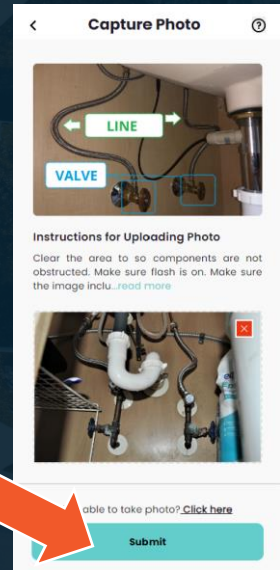 Capture Photo
LINE
VALVE
Instructions for Uploading Photo
Clear the area to so components are not
obstructed. Make sure flash is on. Make sure
the image inclu...read more
able to take photo? Click here
Submit